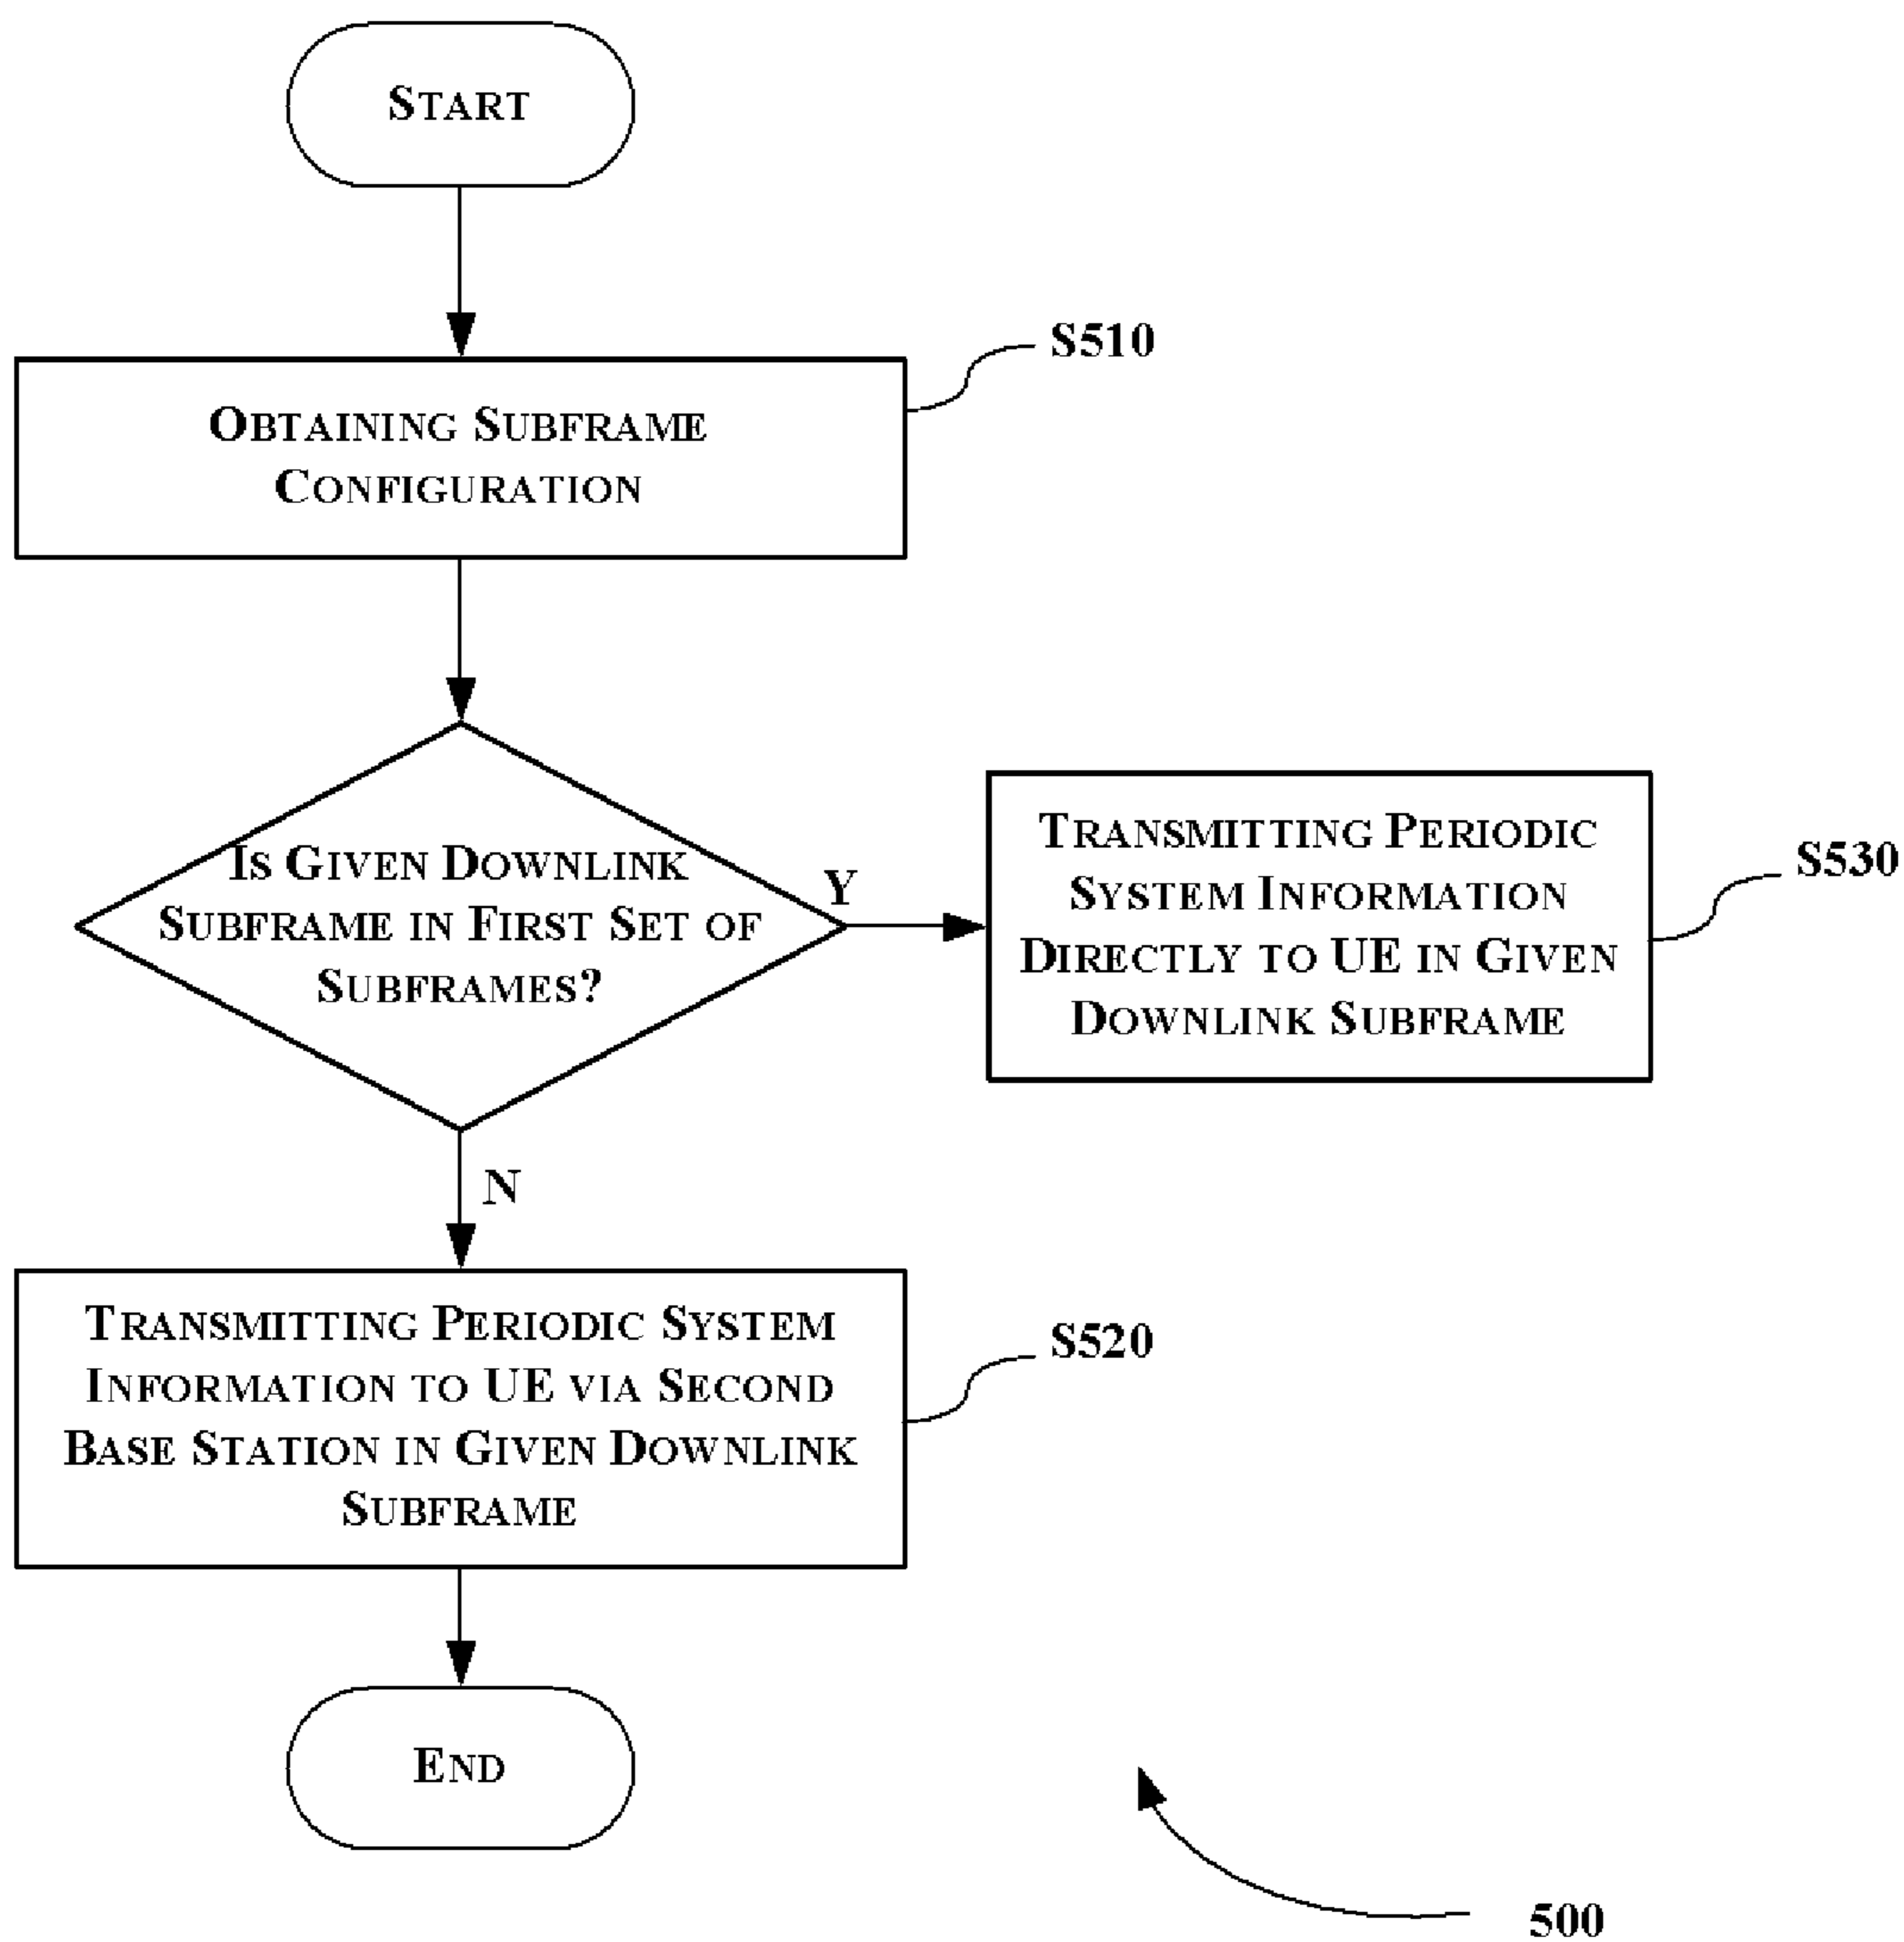 START
S510
OBTAINING SUBFRAME
CONFIGURATION
IS GIVEN DOWNLINK
SUBFRAME IN FIRST SET OF
SUBFRAMES?
Y
TRANSMITTING PERIODIC
SYSTEM INFORMATION
DIRECTLY TO UE IN GIVEN
DOWNLINK SUBFRAME
S530
N
TRANSMITTING PERIODIC SYSTEM
INFORMATION TO UE VIA SECOND
BASE STATION IN GIVEN DOWNLINK
SUBFRAME
S520
END
500